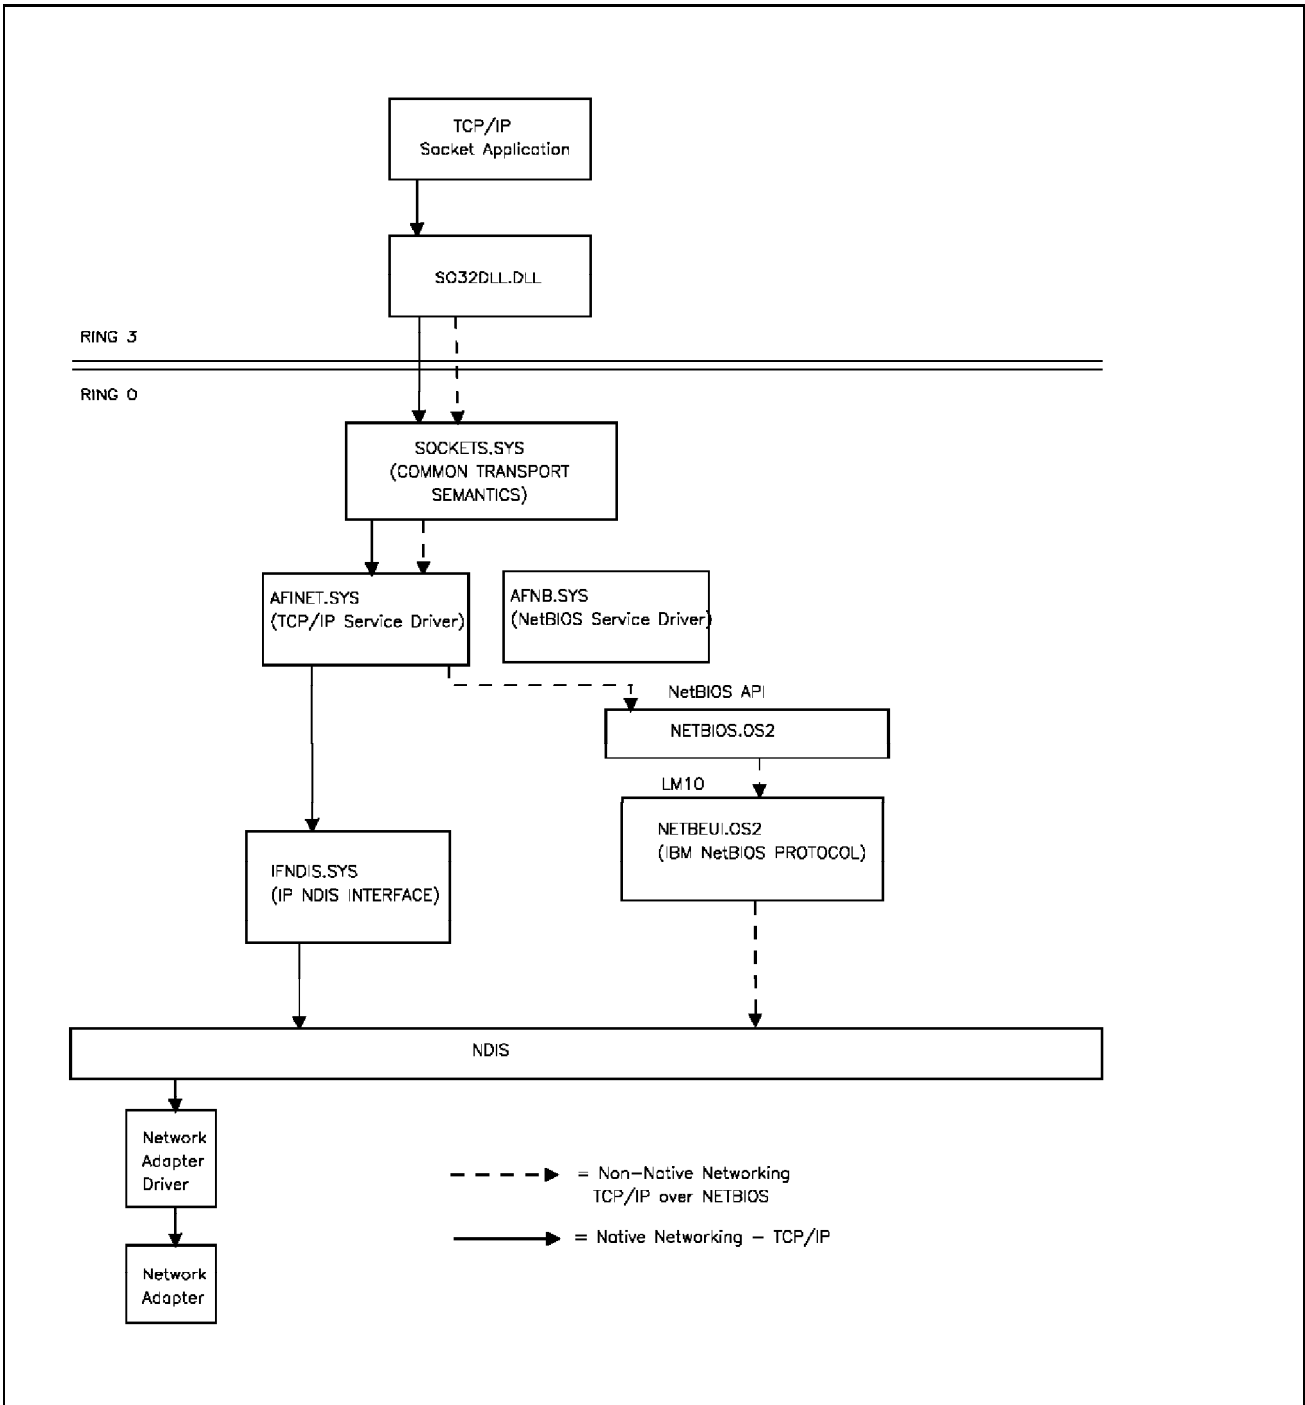 TCP/IP
Socket Application
SO32DLL.DLL
RING 3
RING 0
SOCKETS.SYS
(COMMON TRANSPORT
SEMANTICS)
AFINET.SYS
(TCP/IP Service Driver)
AFNB.SYS
(NetBIOS Service Driver)
NetBIOS API
NETBIOS.OS2
LM10
NETBEUI.OS2
(IBM NetBIOS PROTOCOL)
IFNDIS.SYS
(IP NDIS INTERFACE)
NDIS
Network
Adapter
Driver
= Non-Native Networking
TCP/IP over NETBIOS
= Native Networking - TCP/IP
Network
Adapter